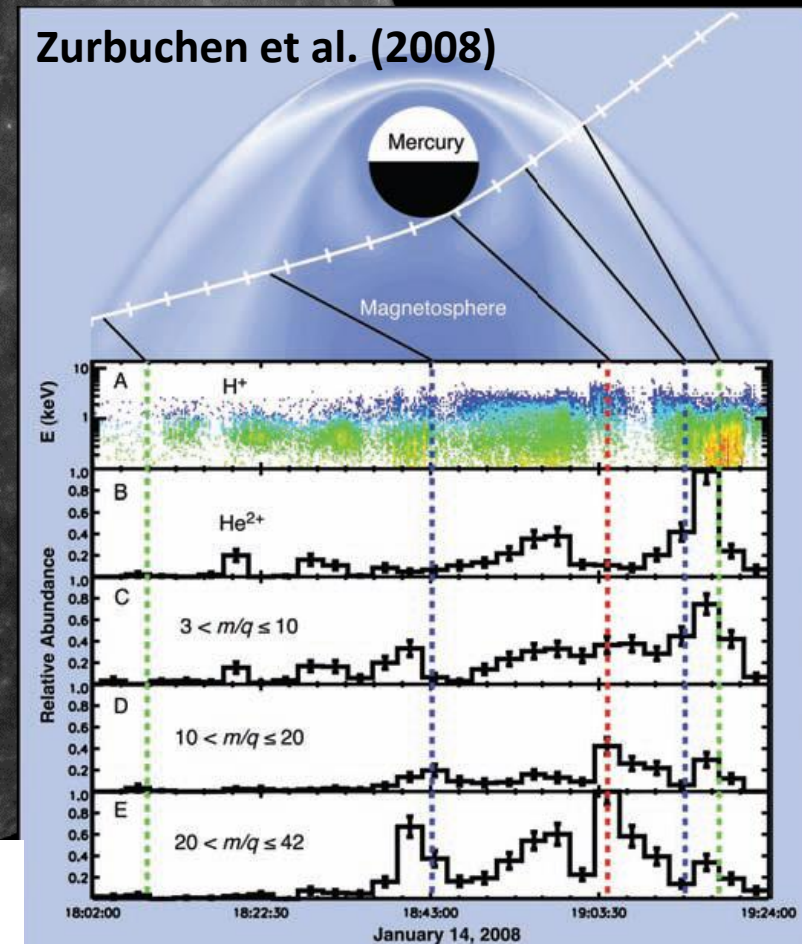 Zurbuchen et al. (2008)
Mercury
Magnetosphere
A
H+
E (keV)
10
1
B
He2+
1.0
0.8
0.6
0.4
0.2
C
3 < m/q ≤ 10
1.0
0.8
0.6
0.4
0.2
Relative Abundance
D
10 < m/q ≤ 20
1.0
0.8
0.6
0.4
0.2
E
20 < m/q ≤ 42
1.0
0.8
0.6
0.4
0.2
18:02:00 18:22:30 18:43:00 19:03:30 19:24:00
January 14, 2008